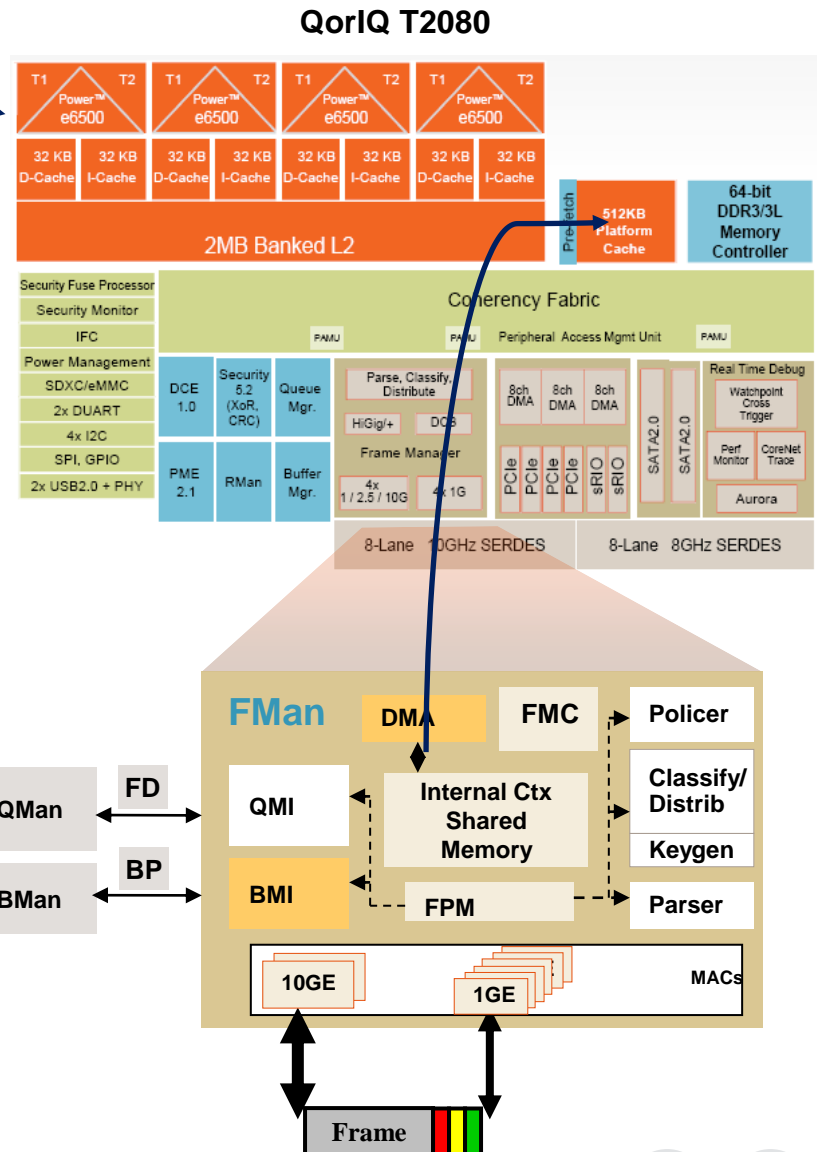 QorIQ T2080
T1 T2 T1 T2 T1 T2 T1 T2
Power™ Power™ Power™ Power™
e6500 e6500 e6500 e6500
32 KB 32 KB 32 KB 32 KB 32 KB 32 KB 32 KB 32 KB
D-Cache I-Cache D-Cache I-Cache D-Cache I-Cache D-Cache I-Cache
2MB Banked L2
Pre-fetch
512KB
Platform
Cache
64-bit
DDR3/3L
Memory
Controller
Security Fuse Processor
Security Monitor
IFC
Power Management
SDXC/eMMC
2x DUART
4x I2C
SPI, GPIO
2x USB2.0 + PHY
Coherency Fabric
PAMU
PAMU
Peripheral Access Mgmt Unit
PAMU
PAMU
DCE
1.0
Security
5.2
(XoR,
CRC)
Queue
Mgr.
PME
2.1
RMan
Buffer
Mgr.
Parse, Classify,
Distribute
HiGig/+
DCB
Frame Manager
4x
1 / 2.5 / 10G
4x 1G
8ch
DMA
8ch
DMA
8ch
DMA
PCIe
PCIe
PCIe
PCIe
sRIO
sRIO
SATA2.0
SATA2.0
Real Time Debug
Watchpoint
Cross
Trigger
Perf
Monitor
CoreNet
Trace
Aurora
8-Lane 10GHz SERDES
8-Lane 8GHz SERDES
FMan
DMA
FMC
Policer
Classify/
Distrib
Keygen
Parser
QMan
FD
QMI
Internal Ctx
Shared
Memory
BMan
BP
BMI
FPM
MACs
10GE
1GE
Frame